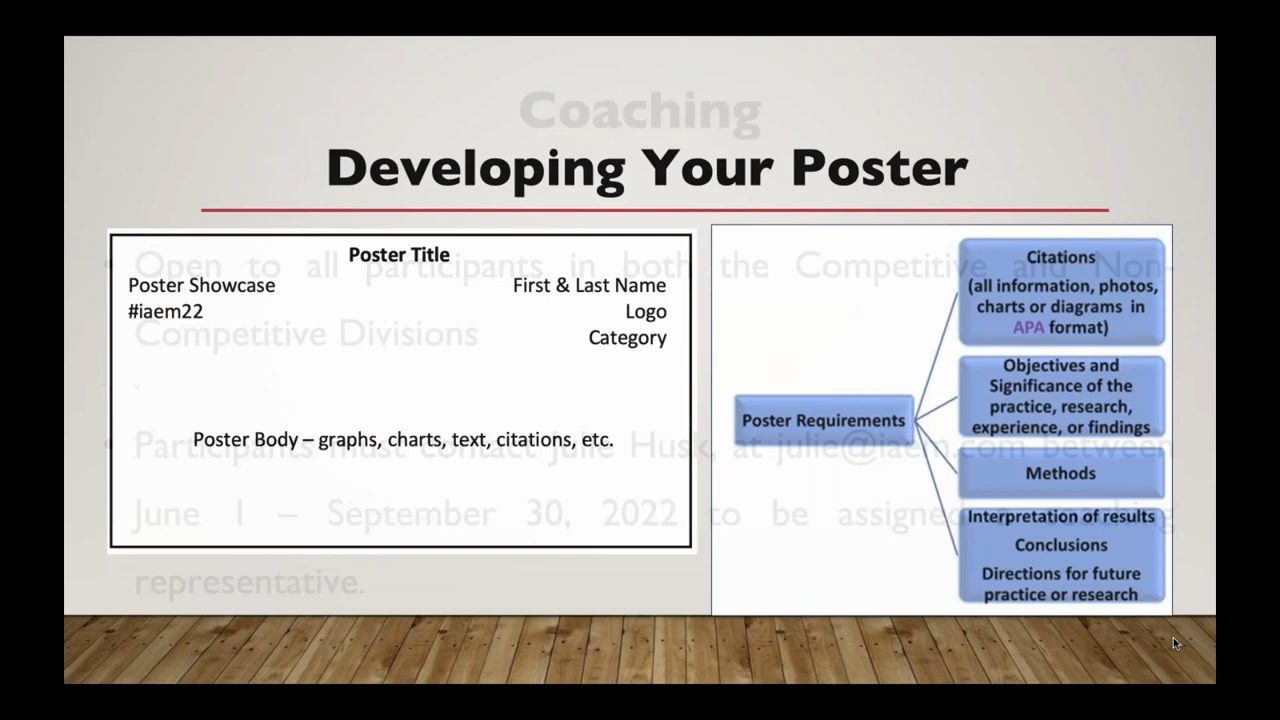 Coaching
Developing Your Poster
Poster Title
Poster Showcase
First & Last Name
#iaem22
Logo
Category
Poster Body – graphs, charts, text, citations, etc.
Poster Requirements
Citations
(all information, photos,
charts or diagrams in
APA format)
Objectives and
Significance of the
practice, research,
experience, or findings
Methods
Interpretation of results
Conclusions
Directions for future
practice or research
• Open to all participants in both the Competitive and Non-
Competitive Divisions
.
• Participants must contact Julie Husk, at julie@iaem.com between
June 1 – September 30, 2022 to be assigned a coaching
representative.